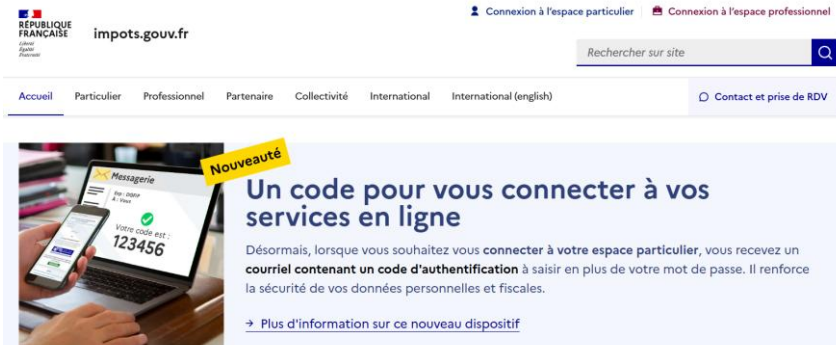 Connexion à l'espace particulier
Connexion à l'espace professionnel
RÉPUBLIQUE
FRANÇAISE
Liberté
Égalité
Fraternité
impots.gouv.fr
Rechercher sur site
Accueil
Particulier
Professionnel
Partenaire
Collectivité
International
International (english)
Contact et prise de RDV
Nouveauté
Messagerie
Exp : DGFIP
A : Vous
Votre code est :
123456
Un code pour vous connecter à vos
services en ligne
Désormais, lorsque vous souhaitez vous connecter à votre espace particulier, vous recevez un
courriel contenant un code d'authentification à saisir en plus de votre mot de passe. Il renforce
la sécurité de vos données personnelles et fiscales.
→ Plus d'information sur ce nouveau dispositif